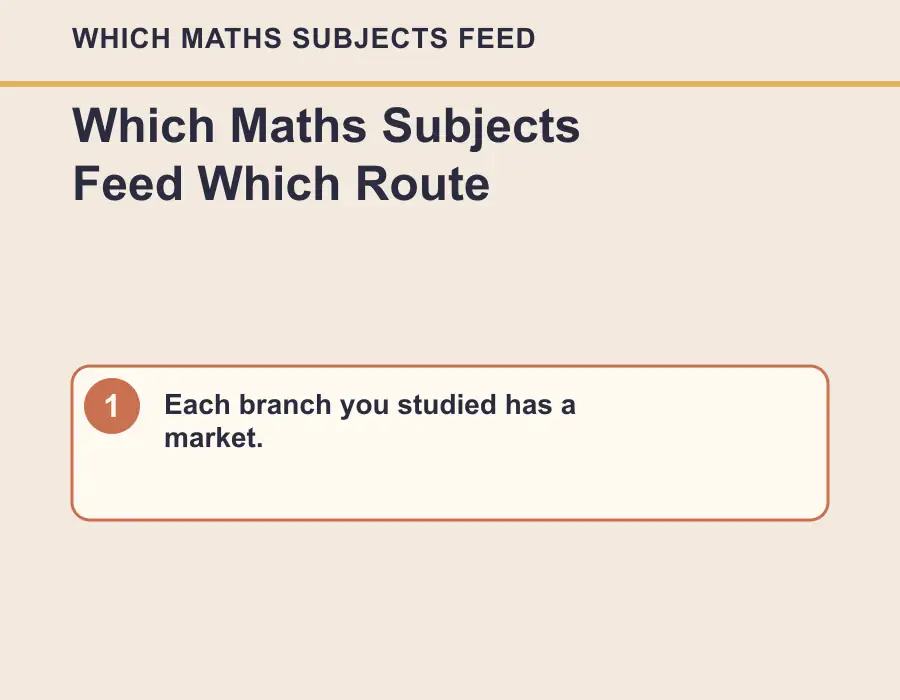 WHICH MATHS SUBJECTS FEED
Which Maths Subjects
Feed Which Route
1
Each branch you studied has a
market.